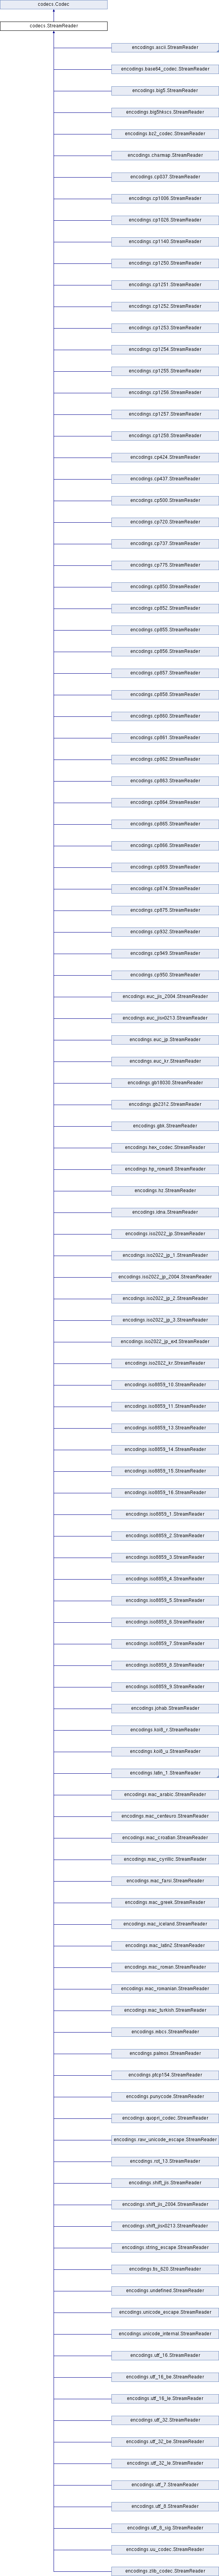 codecs.Codec
codecs.StreamReader
encodings.ascii.StreamReader
encodings.base64_codec.StreamReader
encodings.big5.StreamReader
encodings.big5hkscs.StreamReader
encodings.bz2_codec.StreamReader
encodings.charmap.StreamReader
encodings.cp037.StreamReader
encodings.cp1006.StreamReader
encodings.cp1026.StreamReader
encodings.cp1140.StreamReader
encodings.cp1250.StreamReader
encodings.cp1251.StreamReader
encodings.cp1252.StreamReader
encodings.cp1253.StreamReader
encodings.cp1254.StreamReader
encodings.cp1255.StreamReader
encodings.cp1256.StreamReader
encodings.cp1257.StreamReader
encodings.cp1258.StreamReader
encodings.cp424.StreamReader
encodings.cp437.StreamReader
encodings.cp500.StreamReader
encodings.cp720.StreamReader
encodings.cp737.StreamReader
encodings.cp775.StreamReader
encodings.cp850.StreamReader
encodings.cp852.StreamReader
encodings.cp855.StreamReader
encodings.cp856.StreamReader
encodings.cp857.StreamReader
encodings.cp858.StreamReader
encodings.cp860.StreamReader
encodings.cp861.StreamReader
encodings.cp862.StreamReader
encodings.cp863.StreamReader
encodings.cp864.StreamReader
encodings.cp865.StreamReader
encodings.cp866.StreamReader
encodings.cp869.StreamReader
encodings.cp874.StreamReader
encodings.cp875.StreamReader
encodings.cp932.StreamReader
encodings.cp949.StreamReader
encodings.cp950.StreamReader
encodings.euc_jis_2004.StreamReader
encodings.euc_jisx0213.StreamReader
encodings.euc_jp.StreamReader
encodings.euc_kr.StreamReader
encodings.gb18030.StreamReader
encodings.gb2312.StreamReader
encodings.gbk.StreamReader
encodings.hex_codec.StreamReader
encodings.hp_roman8.StreamReader
encodings.hz.StreamReader
encodings.idna.StreamReader
encodings.iso2022_jp.StreamReader
encodings.iso2022_jp_1.StreamReader
encodings.iso2022_jp_2004.StreamReader
encodings.iso2022_jp_2.StreamReader
encodings.iso2022_jp_3.StreamReader
encodings.iso2022_jp_ext.StreamReader
encodings.iso2022_kr.StreamReader
encodings.iso8859_10.StreamReader
encodings.iso8859_11.StreamReader
encodings.iso8859_13.StreamReader
encodings.iso8859_14.StreamReader
encodings.iso8859_15.StreamReader
encodings.iso8859_16.StreamReader
encodings.iso8859_1.StreamReader
encodings.iso8859_2.StreamReader
encodings.iso8859_3.StreamReader
encodings.iso8859_4.StreamReader
encodings.iso8859_5.StreamReader
encodings.iso8859_6.StreamReader
encodings.iso8859_7.StreamReader
encodings.iso8859_8.StreamReader
encodings.iso8859_9.StreamReader
encodings.johab.StreamReader
encodings.koi8_r.StreamReader
encodings.koi8_u.StreamReader
encodings.latin_1.StreamReader
encodings.mac_arabic.StreamReader
encodings.mac_centeuro.StreamReader
encodings.mac_croatian.StreamReader
encodings.mac_cyrillic.StreamReader
encodings.mac_farsi.StreamReader
encodings.mac_greek.StreamReader
encodings.mac_iceland.StreamReader
encodings.mac_latin2.StreamReader
encodings.mac_roman.StreamReader
encodings.mac_romanian.StreamReader
encodings.mac_turkish.StreamReader
encodings.mbcs.StreamReader
encodings.palmos.StreamReader
encodings.ptcp154.StreamReader
encodings.punycode.StreamReader
encodings.quopri_codec.StreamReader
encodings.raw_unicode_escape.StreamReader
encodings.rot_13.StreamReader
encodings.shift_jis.StreamReader
encodings.shift_jis_2004.StreamReader
encodings.shift_jisx0213.StreamReader
encodings.string_escape.StreamReader
encodings.tis_620.StreamReader
encodings.undefined.StreamReader
encodings.unicode_escape.StreamReader
encodings.unicode_internal.StreamReader
encodings.utf_16.StreamReader
encodings.utf_16_be.StreamReader
encodings.utf_16_le.StreamReader
encodings.utf_32.StreamReader
encodings.utf_32_be.StreamReader
encodings.utf_32_le.StreamReader
encodings.utf_7.StreamReader
encodings.utf_8.StreamReader
encodings.utf_8_sig.StreamReader
encodings.uu_codec.StreamReader
encodings.zlib_codec.StreamReader